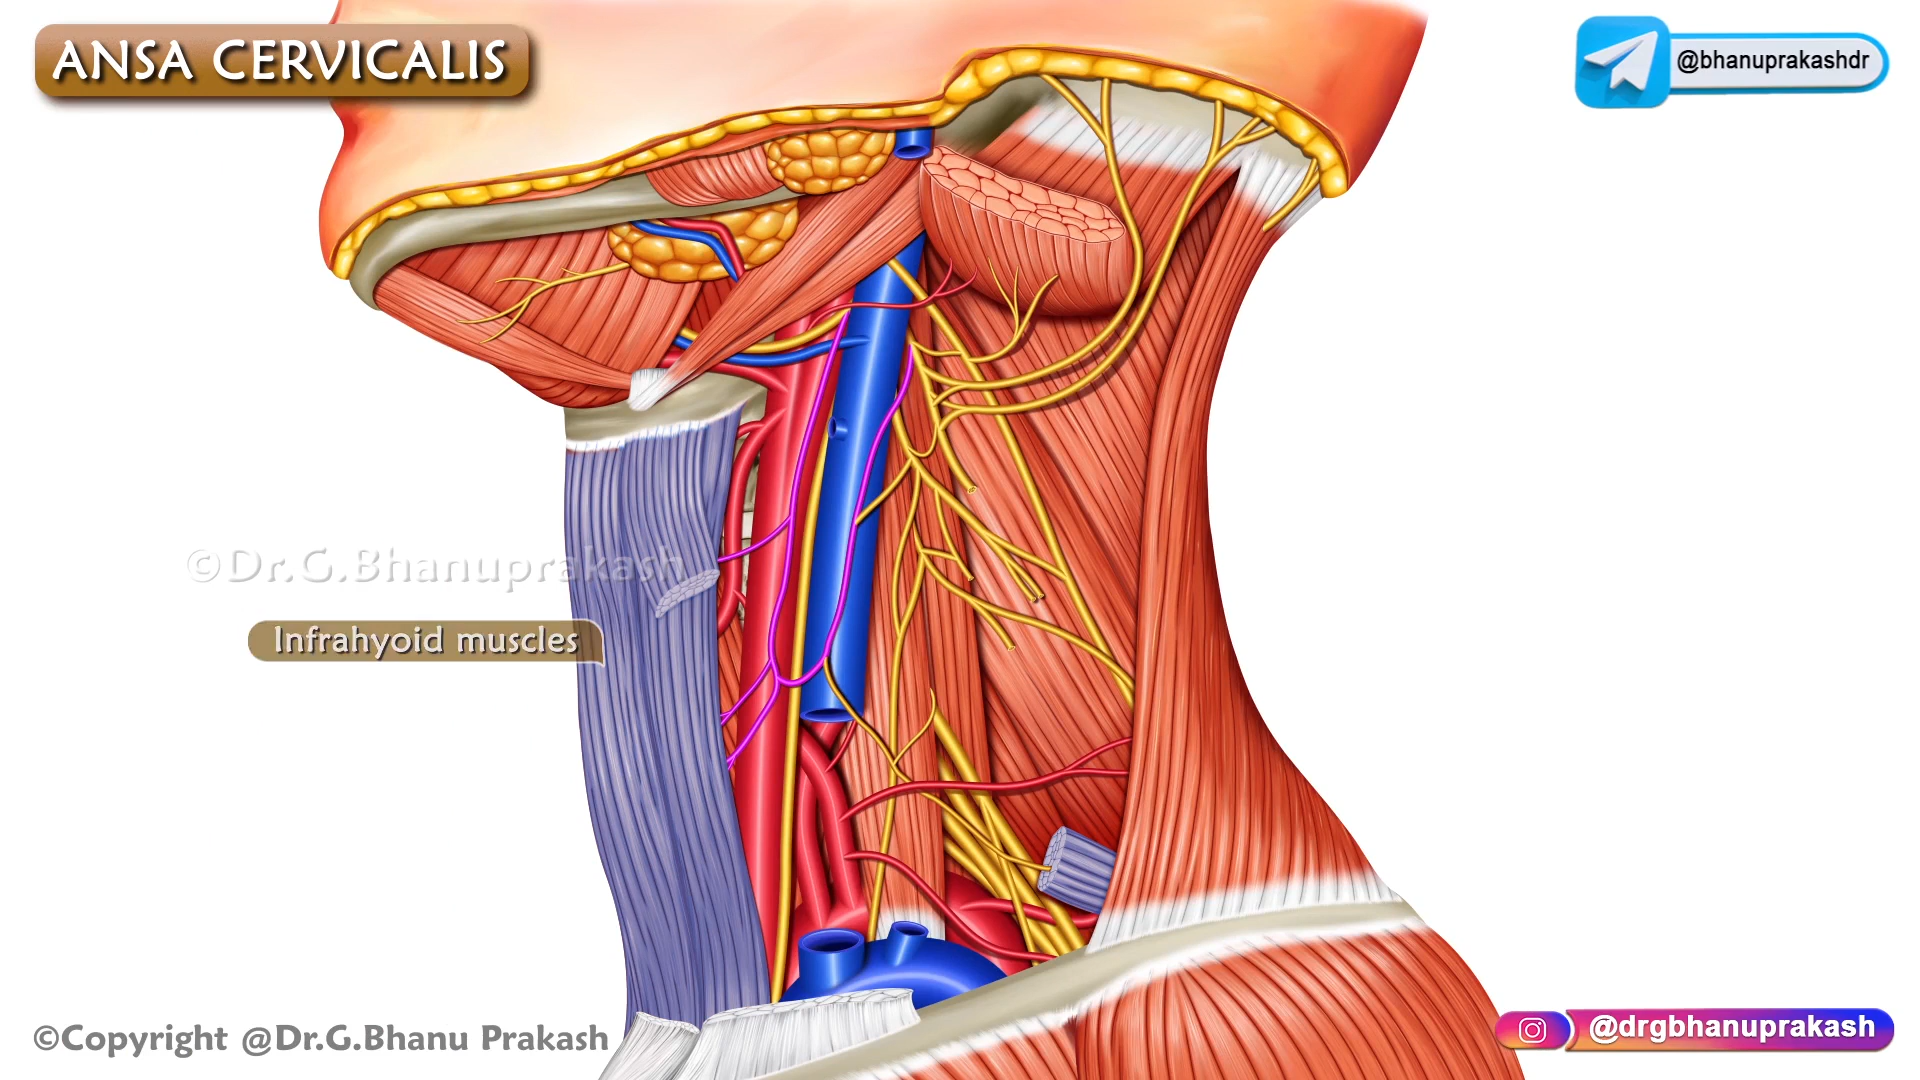 ANSA CERVICALIS
@bhanuprakashdr
©Dr.G.Bhanuprakash
Infrahyoid muscles
©Copyright @Dr.G.Bhanu Prakash
@drgbhanuprakash